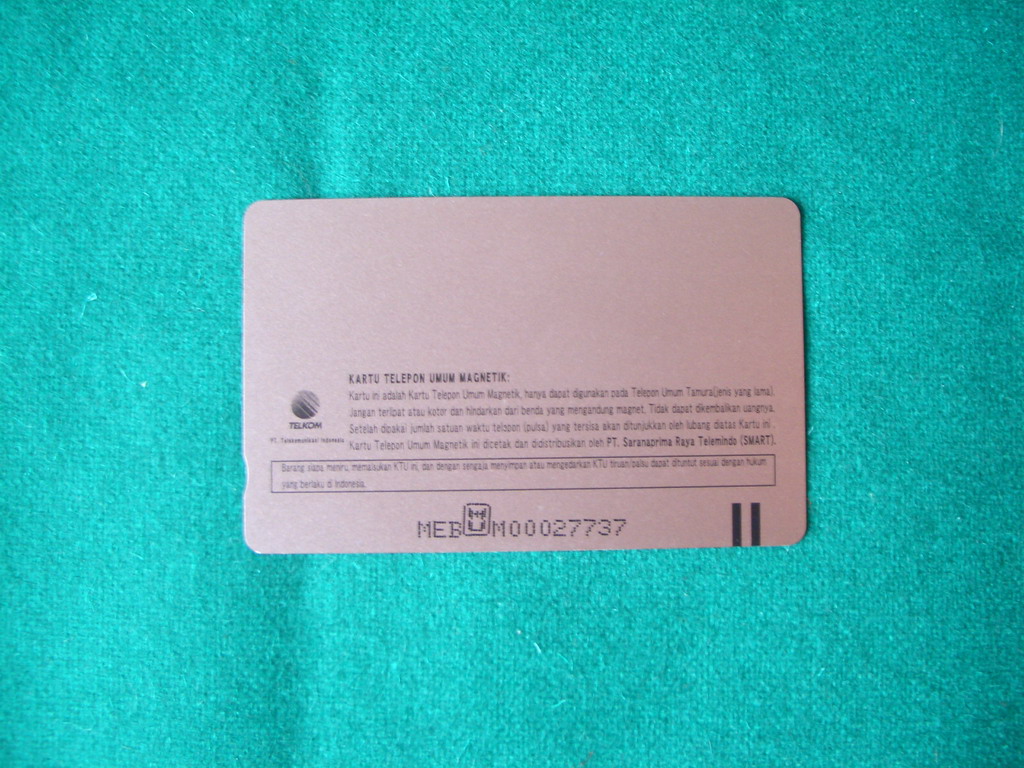 KARTU TELEPON UMUM MAGNETIK:
Kartu ini adalah Kartu Telepon Umum Magnetik, hanya dapat digunakan pada Telepon Umum Tamura(jenis yang lama).
Jangan terlipat atau kotor dan hindarkan dari benda yang mengandung magnet. Tidak dapat dikembalikan uangnya.
Setelah dipakai jumlah satuan waktu telepon (pulsa) yang tersisa akan ditunjukkan oleh lubang diatas Kartu ini.
Kartu Telepon Umum Magnetik ini dicetak dan didistribusikan oleh PT. Saranaprima Raya Telemindo (SMART).
TELKOM
PT. Telekomunikasi Indonesia
Barang siapa meniru, memalsukan KTU ini, dan dengan sengaja menyimpan atau mengedarkan KTU tiruan/palsu dapat dituntut sesuai dengan hukum
yang berlaku di Indonesia.
MEB M00027737